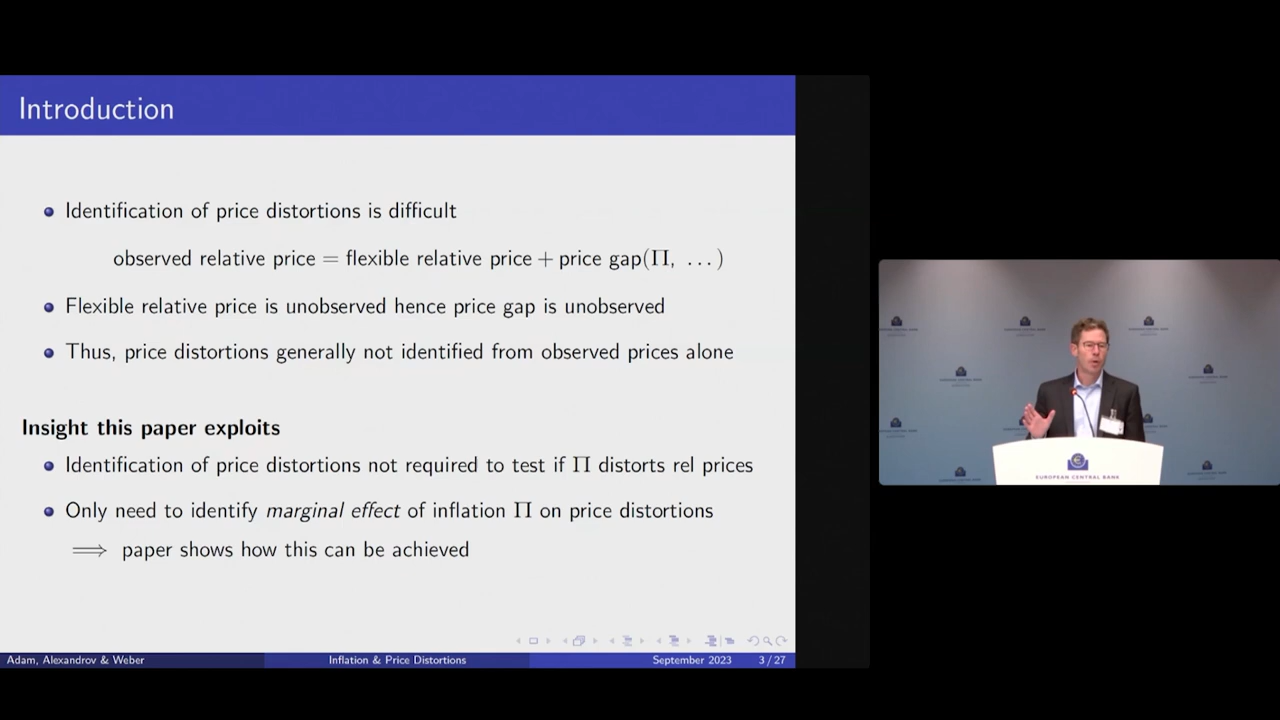 Introduction
Identification of price distortions is difficult
observed relative price = flexible relative price + price gap(Π, ...)
Flexible relative price is unobserved hence price gap is unobserved
Thus, price distortions generally not identified from observed prices alone
Insight this paper exploits
Identification of price distortions not required to test if Π distorts rel prices
Only need to identify marginal effect of inflation Π on price distortions
⟹ paper shows how this can be achieved
Adam, Alexandrov & Weber
Inflation & Price Distortions
September 2023
3 / 27
EUROPEAN CENTRAL BANK